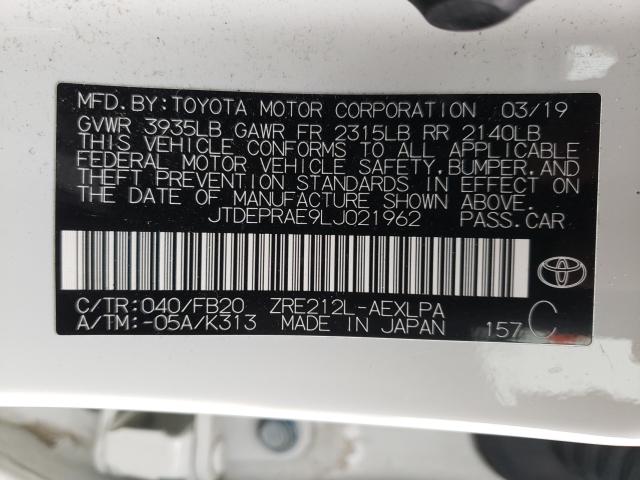 MFD.BY:TOYOTA MOTOR CORPORATION 03/19
GVWR 3935LB GAWR FR 2315LB RR 2140LB
THIS VEHICLE CONFORMS TO ALL APPLICABLE
FEDERAL MOTOR VEHICLE SAFETY,BUMPER,AND
THEFT PREVENTION STANDARDS IN EFFECT ON
THE DATE OF MANUFACTURE SHOWN ABOVE.
JTDEPRAE9LJ021962 PASS.CAR
C/TR:040/FB20 ZRE212L-AEXLPA
A/TM:-05A/K313 MADE IN JAPAN 157 C